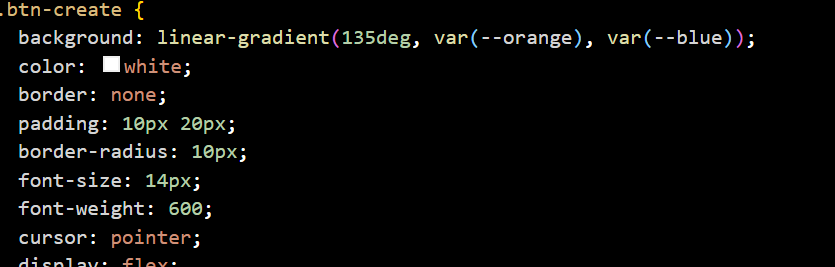 .btn-create {
background: linear-gradient(135deg, var(--orange), var(--blue));
color: white;
border: none;
padding: 10px 20px;
border-radius: 10px;
font-size: 14px;
font-weight: 600;
cursor: pointer;
display: flex;